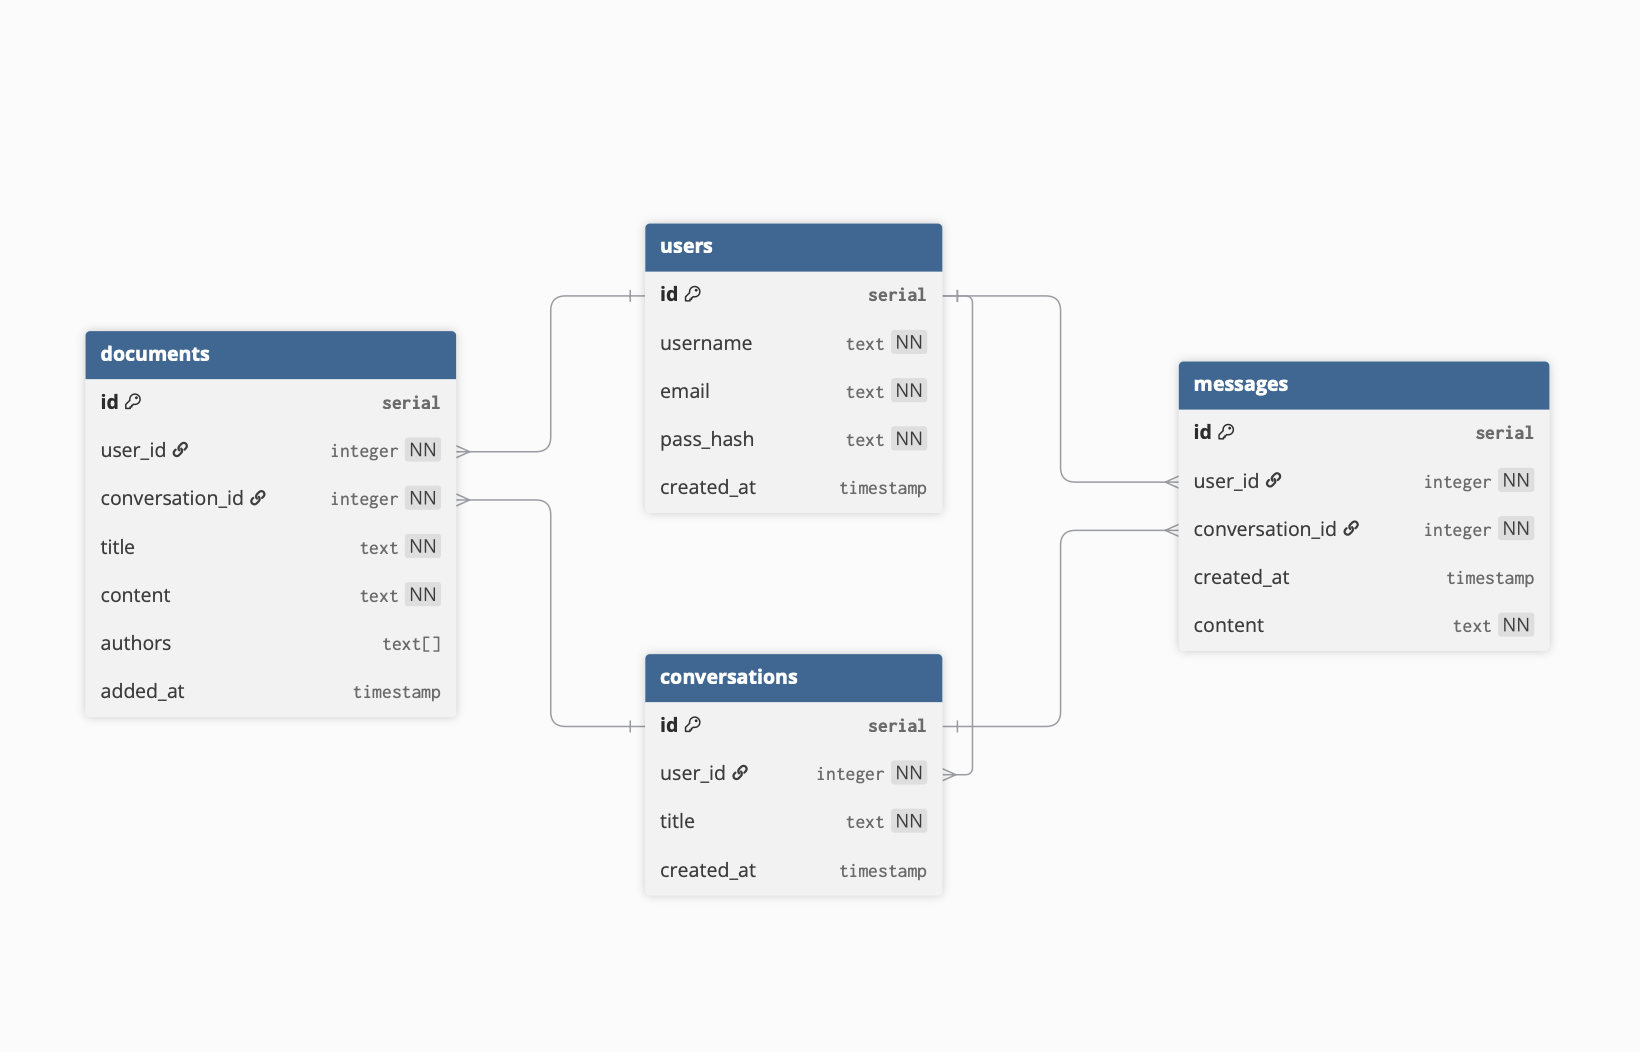 users
id serial
username text NN
email text NN
pass_hash text NN
created_at timestamp
documents
id serial
user_id integer NN
conversation_id integer NN
title text NN
content text NN
authors text[]
added_at timestamp
messages
id serial
user_id integer NN
conversation_id integer NN
created_at timestamp
content text NN
conversations
id serial
user_id integer NN
title text NN
created_at timestamp